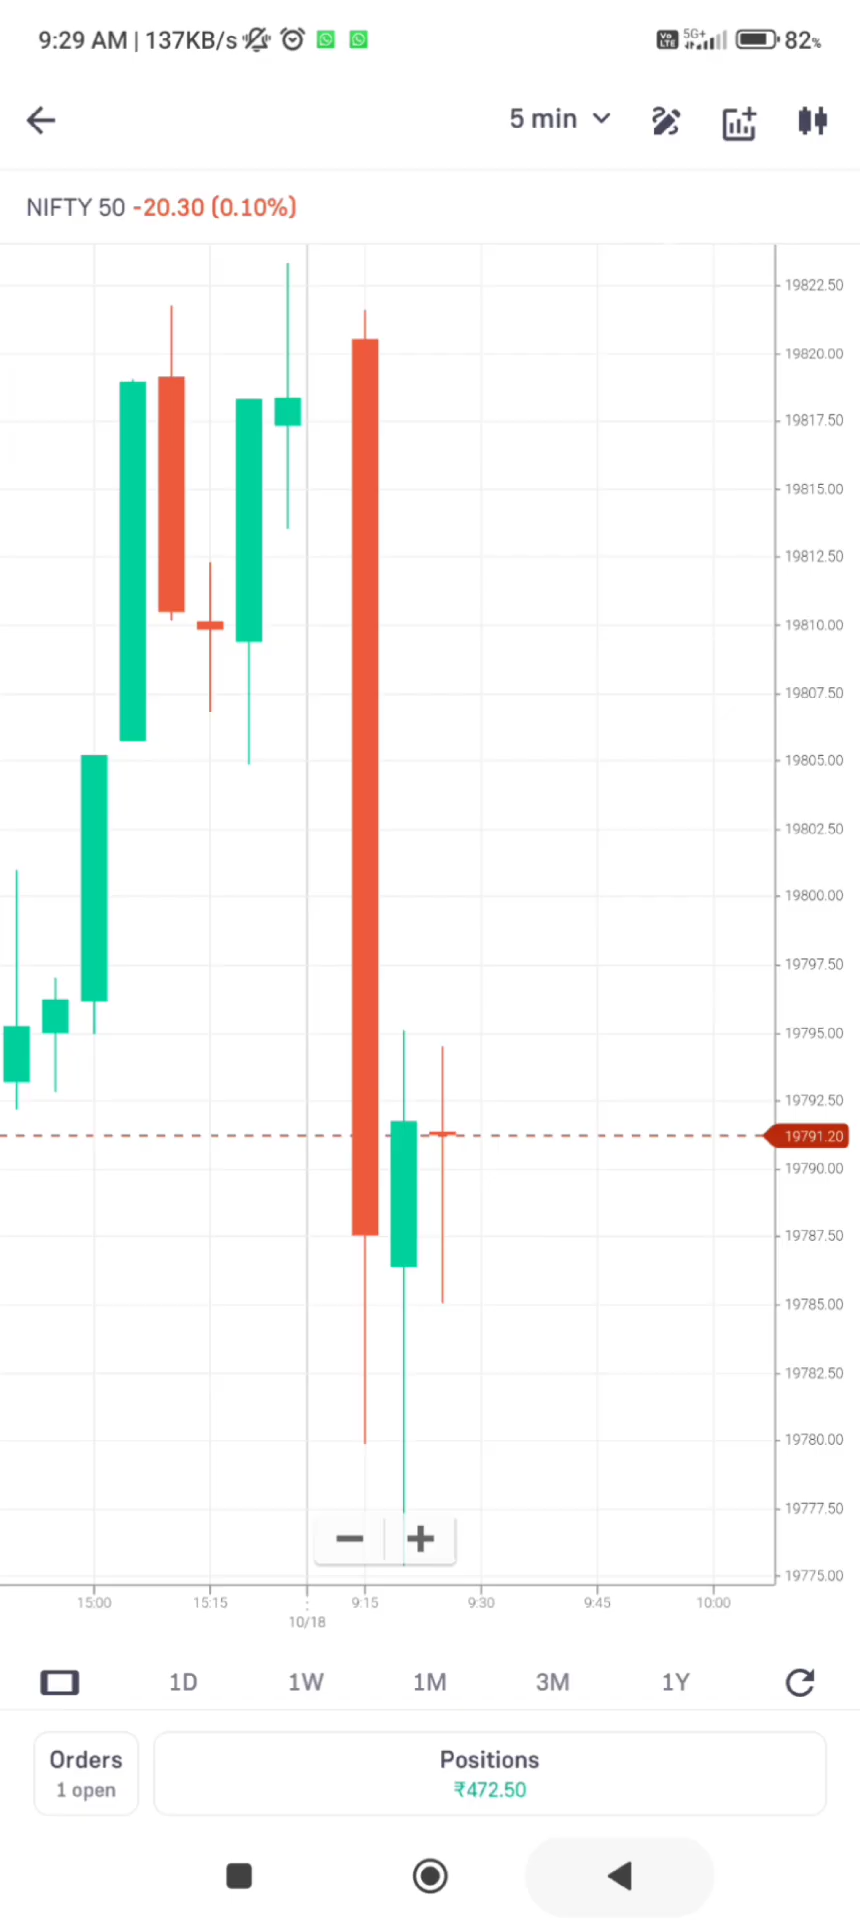 9:29 AM | 137KB/s Vo LTE 5G+ 82%
5 min
NIFTY 50 -20.30 (0.10%)
19822.50
19820.00
19817.50
19815.00
19812.50
19810.00
19807.50
19805.00
19802.50
19800.00
19797.50
19795.00
19792.50
19791.20
19790.00
19787.50
19785.00
19782.50
19780.00
19777.50
19775.00
15:00 15:15 9:15 9:30 9:45 10:00
10/18
1D 1W 1M 3M 1Y
Orders
1 open
Positions
₹472.50